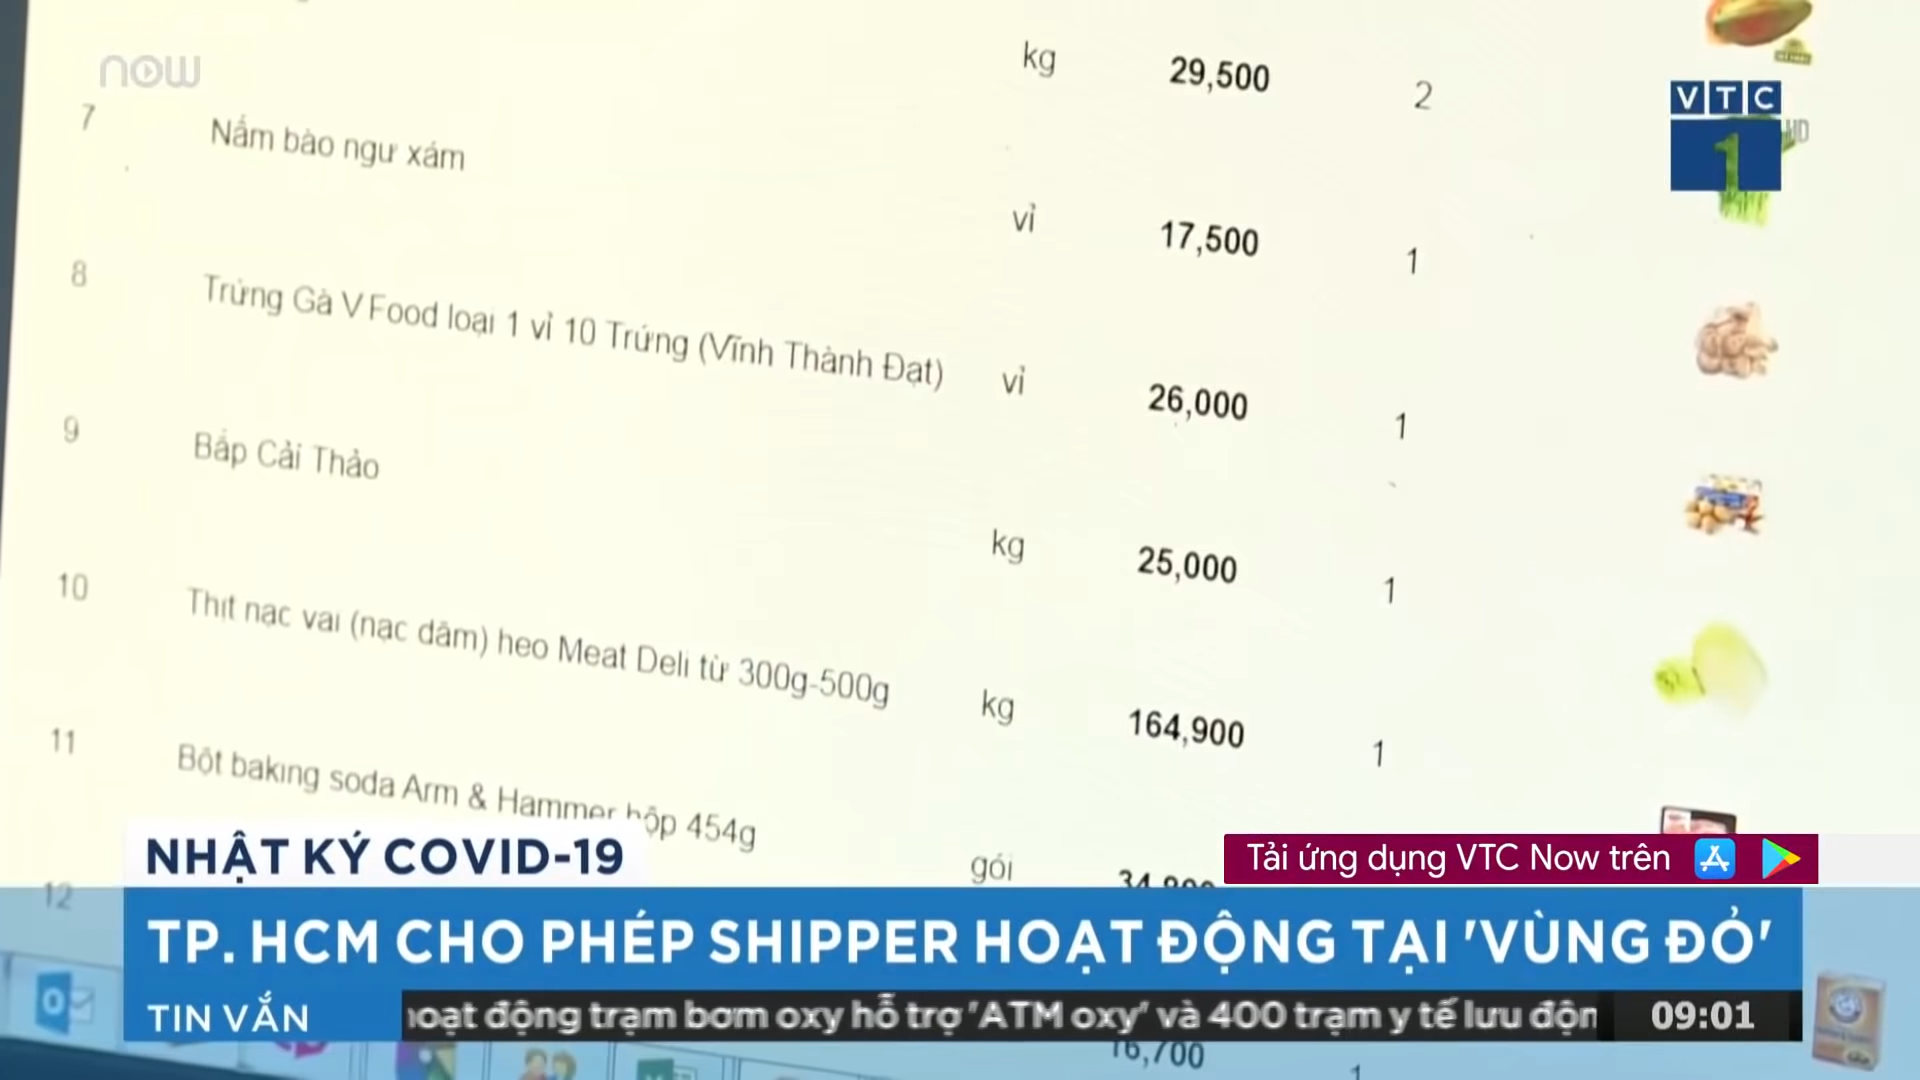 now
kg 29,500 2
VTC
1
HD
7 Nấm bào ngư xám
vỉ 17,500 1
8 Trứng Gà V Food loại 1 vỉ 10 Trứng (Vĩnh Thành Đạt)
vỉ 26,000 1
9 Bắp Cải Thảo
kg 25,000 1
10 Thịt nạc vai (nạc dăm) heo Meat Deli từ 300g-500g
kg 164,900 1
11 Bột baking soda Arm & Hammer hộp 454g
gói
12
16,700 1
NHẬT KÝ COVID-19
Tải ứng dụng VTC Now trên
TP. HCM CHO PHÉP SHIPPER HOẠT ĐỘNG TẠI 'VÙNG ĐỎ'
TIN VẮN
hoạt động trạm bơm oxy hỗ trợ 'ATM oxy' và 400 trạm y tế lưu độn
09:01